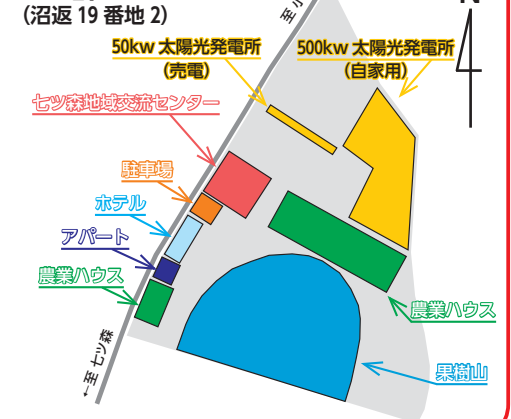 (沼返 19 番地 2)
至 小
N
50kw 太陽光発電所
(売電)
500kw 太陽光発電所
(自家用)
七ツ森地域交流センター
駐車場
ホテル
アパート
農業ハウス
農業ハウス
果樹山
←至 七ツ森